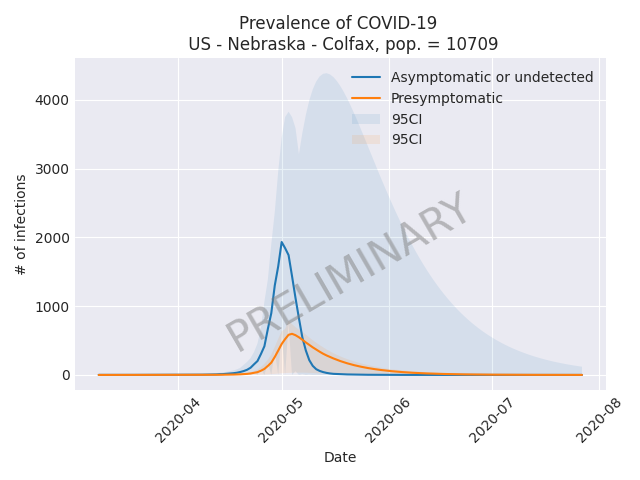 Prevalence of COVID-19
US - Nebraska - Colfax, pop. = 10709
Asymptomatic or undetected
Presymptomatic
95CI
95CI
# of infections
4000
3000
2000
1000
0
PRELIMINARY
2020-04
2020-05
2020-06
2020-07
2020-08
Date